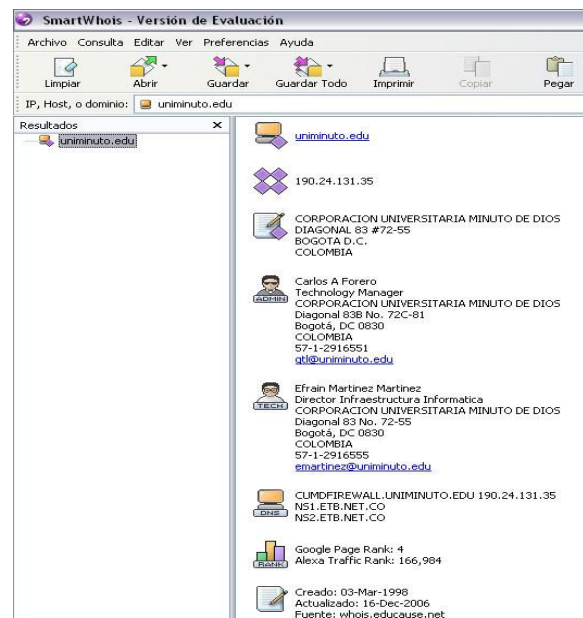 SmartWhois - Versión de Evaluación
Archivo Consulta Editar Ver Preferencias Ayuda
Limpiar Abrir Guardar Guardar Todo Imprimir Copiar Pegar
IP, Host, o dominio: uniminuto.edu
Resultados
uniminuto.edu
uniminuto.edu
190.24.131.35
CORPORACION UNIVERSITARIA MINUTO DE DIOS
DIAGONAL 83 #72-55
BOGOTA D.C.
COLOMBIA
ADMIN
Carlos A Forero
Technology Manager
CORPORACION UNIVERSITARIA MINUTO DE DIOS
Diagonal 83B No. 72C-81
Bogotá, DC 0830
COLOMBIA
57-1-2916551
gtl@uniminuto.edu
TECH
Efrain Martinez Martinez
Director Infraestructura Informatica
CORPORACION UNIVERSITARIA MINUTO DE DIOS
Diagonal 83 No. 72-55
Bogotá, DC 0830
COLOMBIA
57-1-2916555
emartinez@uniminuto.edu
DNS
CUMDFIREWALL.UNIMINUTO.EDU 190.24.131.35
NS1.ETB.NET.CO
NS2.ETB.NET.CO
RANK
Google Page Rank: 4
Alexa Traffic Rank: 166,984
Creado: 03-Mar-1998
Actualizado: 16-Dec-2006
Fuente: whois.educause.net